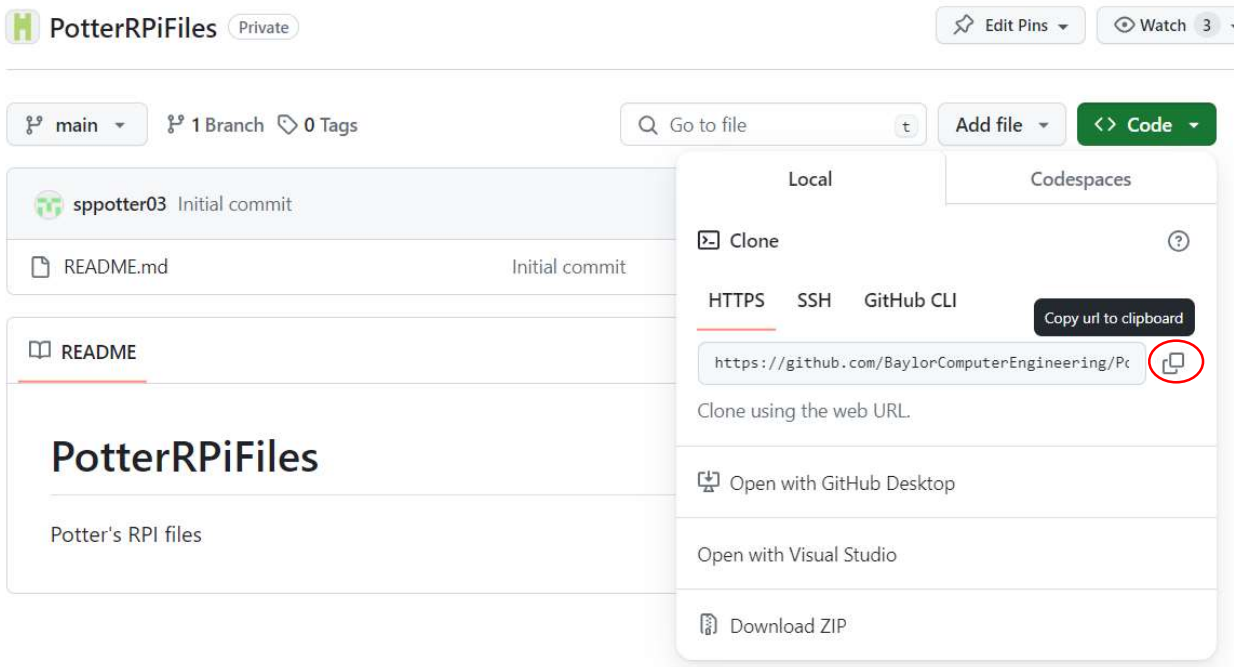 PotterRPiFiles Private
Edit Pins
Watch 3
main
1 Branch
0 Tags
Go to file t
Add file
<> Code
sppotter03 Initial commit
README.md Initial commit
README
PotterRPiFiles
Potter's RPI files
Local
Codespaces
Clone
HTTPS SSH GitHub CLI
Copy url to clipboard
https://github.com/BaylorComputerEngineering/Po
Clone using the web URL.
Open with GitHub Desktop
Open with Visual Studio
Download ZIP